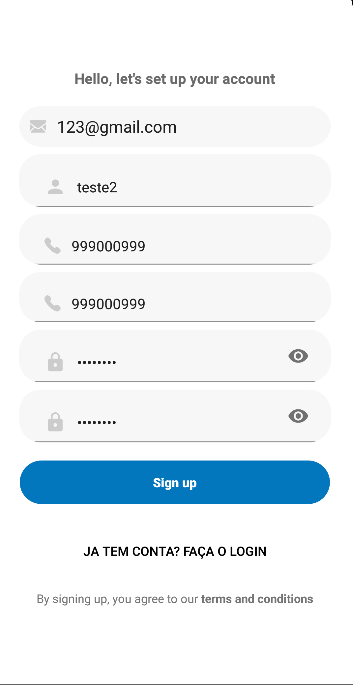 Hello, let's set up your account
123@gmail.com
teste2
999000999
999000999
••••••••
••••••••
Sign up
JA TEM CONTA? FAÇA O LOGIN
By signing up, you agree to our terms and conditions